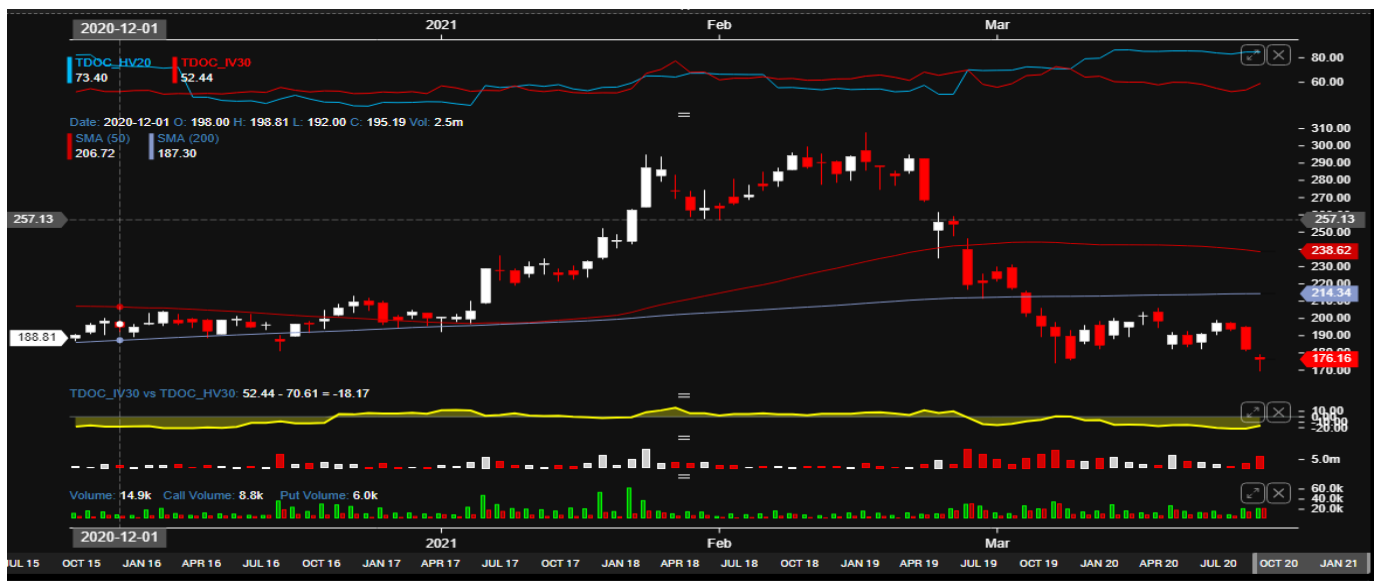 2020-12-01 2021 Feb Mar
TDOC_HV20 TDOC_IV30
73.40 52.44
80.00
60.00
Date: 2020-12-01 O: 198.00 H: 198.81 L: 192.00 C: 195.19 Vol: 2.5m
SMA (50) SMA (200)
206.72 187.30
310.00
300.00
290.00
280.00
270.00
257.13 257.13
250.00
238.62
230.00
220.00
214.34
210.00
200.00
190.00
188.81
180.00
176.16
170.00
TDOC_IV30 vs TDOC_HV30: 52.44 - 70.61 = -18.17
10.00
0.00
-10.00
-20.00
5.0m
Volume: 14.9k Call Volume: 8.8k Put Volume: 6.0k
60.0k
40.0k
20.0k
2020-12-01 2021 Feb Mar
JUL 15 OCT 15 JAN 16 APR 16 JUL 16 OCT 16 JAN 17 APR 17 JUL 17 OCT 17 JAN 18 APR 18 JUL 18 OCT 18 JAN 19 APR 19 JUL 19 OCT 19 JAN 20 APR 20 JUL 20 OCT 20 JAN 21